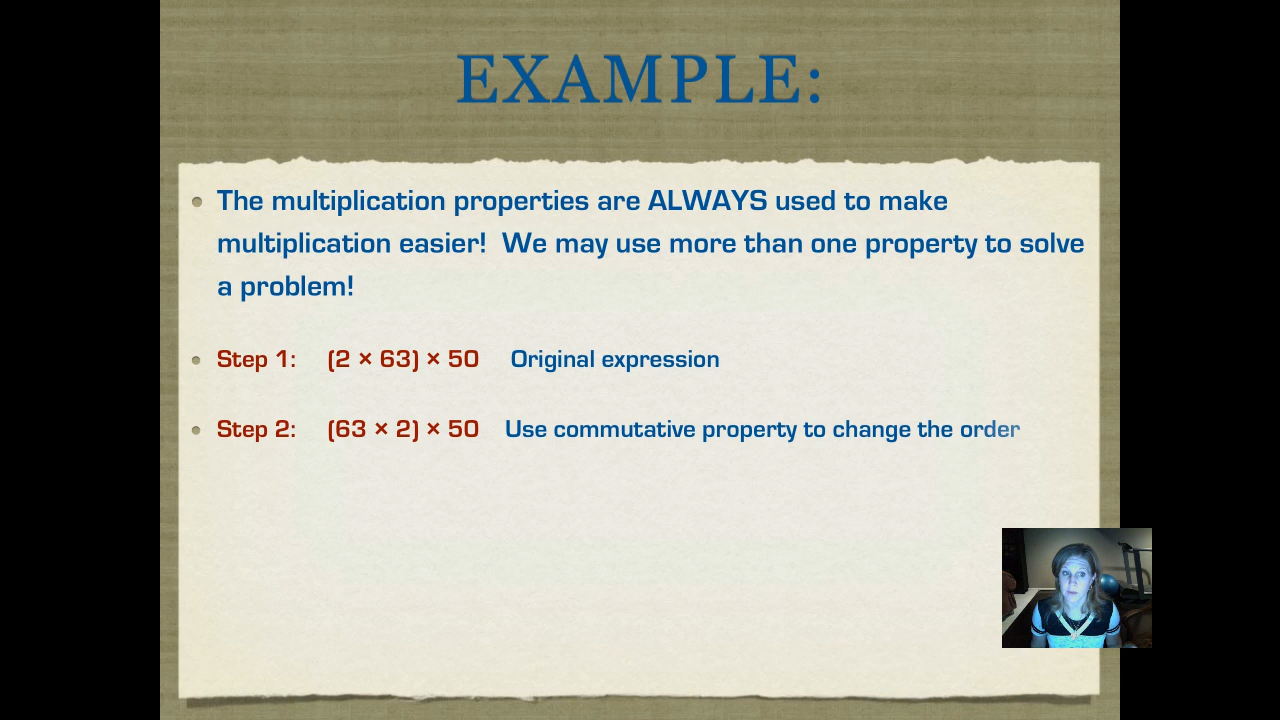 EXAMPLE:
The multiplication properties are ALWAYS used to make
multiplication easier!  We may use more than one property to solve
a problem!
Step 1: (2 × 63) × 50 Original expression
Step 2: (63 × 2) × 50 Use commutative property to change the order